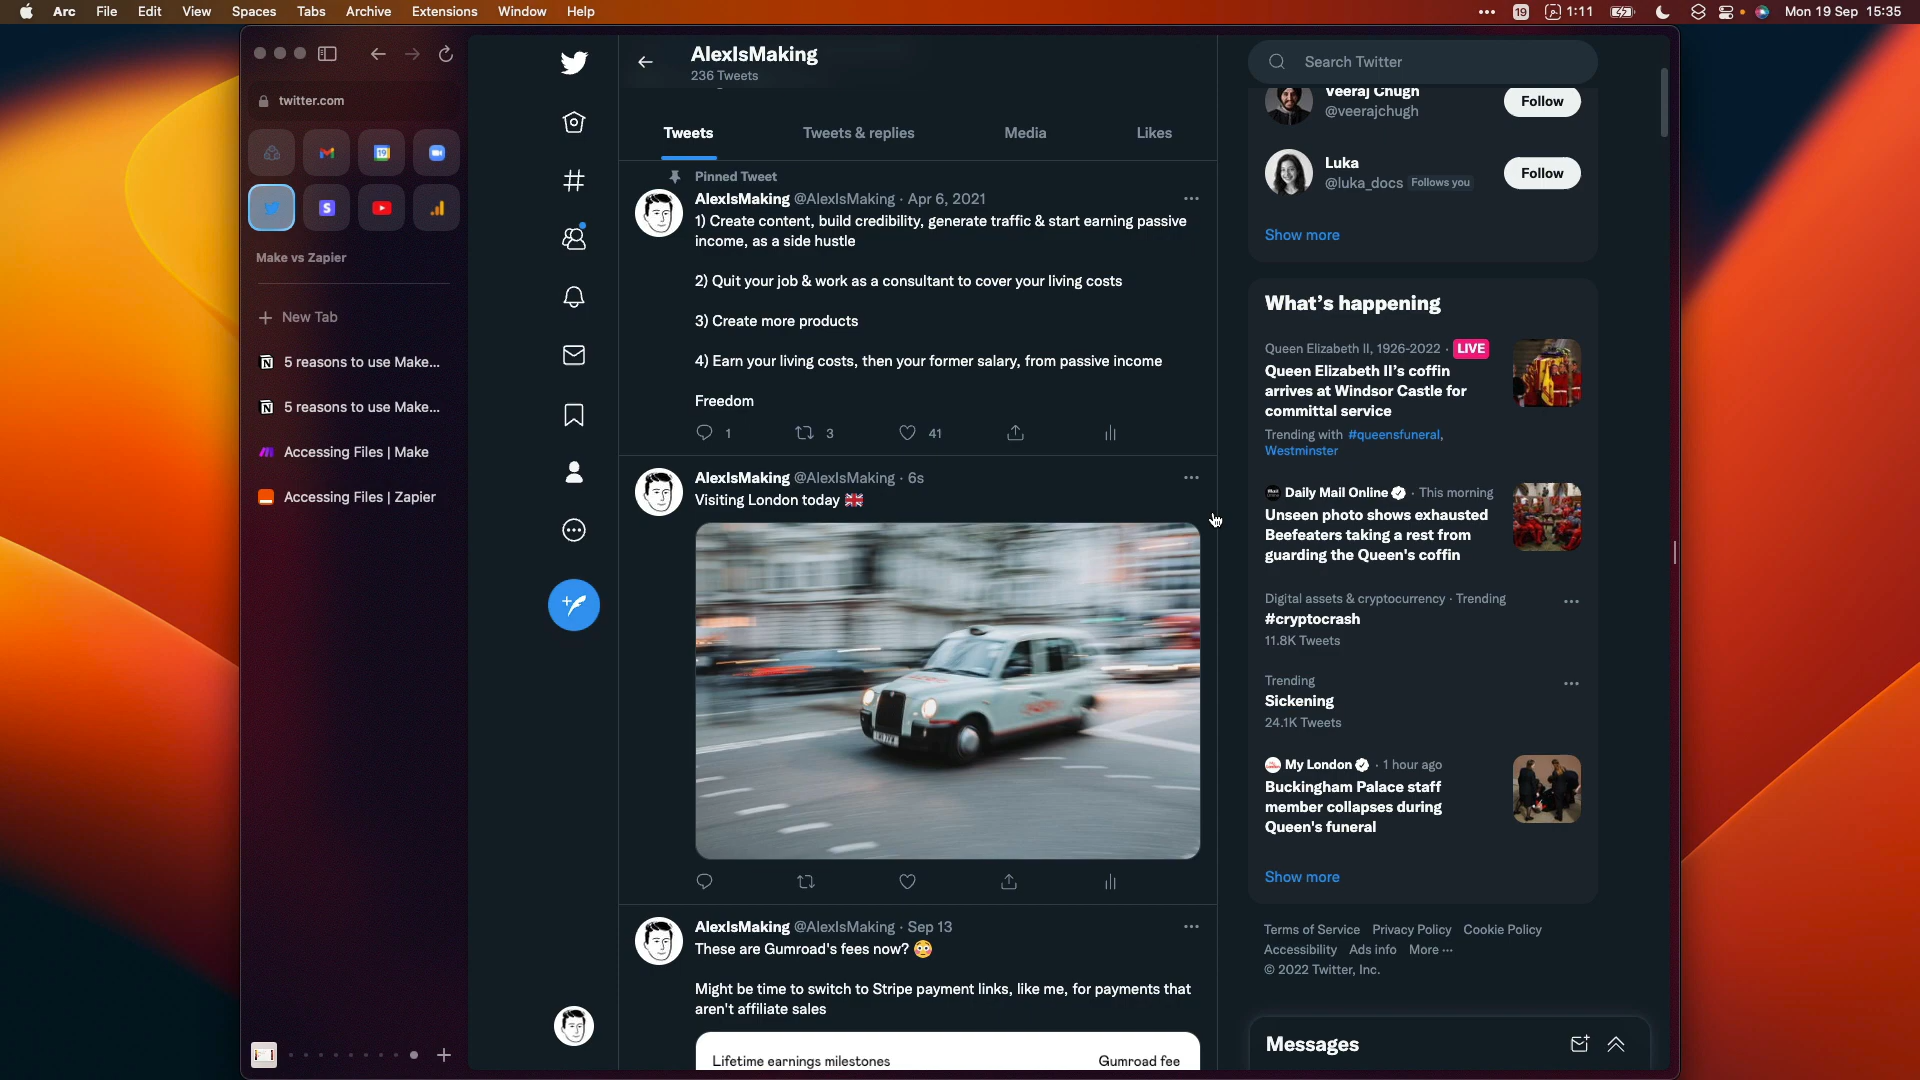 Arc File Edit View Spaces Tabs Archive Extensions Window Help
19 1:11 Mon 19 Sep 15:35
twitter.com
19
Make vs Zapier
New Tab
5 reasons to use Make...
5 reasons to use Make...
Accessing Files | Make
Accessing Files | Zapier
AlexIsMaking
236 Tweets
Tweets Tweets & replies Media Likes
Pinned Tweet
AlexIsMaking @AlexIsMaking · Apr 6, 2021
1) Create content, build credibility, generate traffic & start earning passive
income, as a side hustle
2) Quit your job & work as a consultant to cover your living costs
3) Create more products
4) Earn your living costs, then your former salary, from passive income
Freedom
1 3 41
AlexIsMaking @AlexIsMaking · 6s
Visiting London today 🇬🇧
AlexIsMaking @AlexIsMaking · Sep 13
These are Gumroad's fees now? 😳
Might be time to switch to Stripe payment links, like me, for payments that
aren't affiliate sales
Lifetime earnings milestones Gumroad fee
Search Twitter
Veeraj Chugh
@veerajchugh
Follow
Luka
@luka_docs Follows you
Follow
Show more
What's happening
Queen Elizabeth II, 1926-2022 · LIVE
Queen Elizabeth II's coffin
arrives at Windsor Castle for
committal service
Trending with #queensfuneral,
Westminster
Daily Mail Online · This morning
Unseen photo shows exhausted
Beefeaters taking a rest from
guarding the Queen's coffin
Digital assets & cryptocurrency · Trending
#cryptocrash
11.8K Tweets
Trending
Sickening
24.1K Tweets
My London · 1 hour ago
Buckingham Palace staff
member collapses during
Queen's funeral
Show more
Terms of Service Privacy Policy Cookie Policy
Accessibility Ads info More ···
© 2022 Twitter, Inc.
Messages